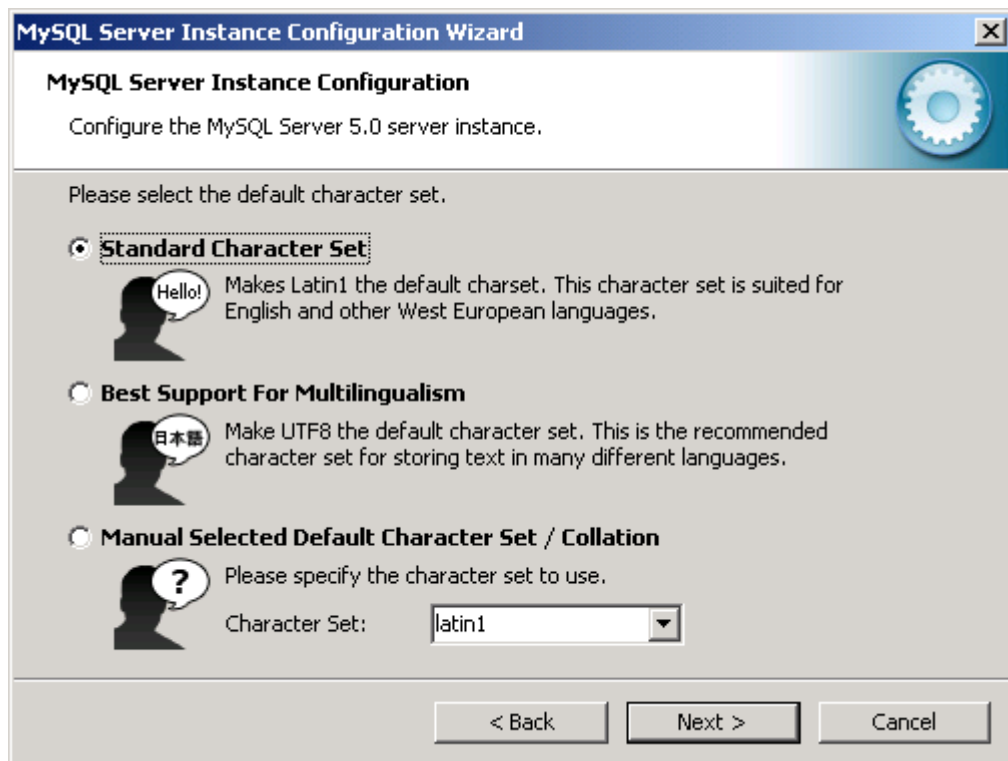 MySQL Server Instance Configuration Wizard
MySQL Server Instance Configuration
Configure the MySQL Server 5.0 server instance.
Please select the default character set.
Standard Character Set
Hello!
Makes Latin1 the default charset. This character set is suited for
English and other West European languages.
Best Support For Multilingualism
日本語
Make UTF8 the default character set. This is the recommended
character set for storing text in many different languages.
Manual Selected Default Character Set / Collation
?
Please specify the character set to use.
Character Set: latin1
< Back Next > Cancel